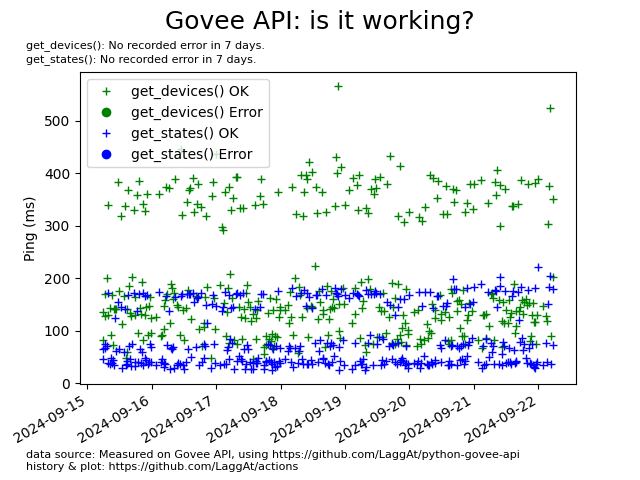 Govee API: is it working?
get_devices(): No recorded error in 7 days.
get_states(): No recorded error in 7 days.
get_devices() OK
get_devices() Error
get_states() OK
get_states() Error
Ping (ms)
500
400
300
200
100
0
2024-09-15
2024-09-16
2024-09-17
2024-09-18
2024-09-19
2024-09-20
2024-09-21
2024-09-22
data source: Measured on Govee API, using https://github.com/LaggAt/python-govee-api
history & plot: https://github.com/LaggAt/actions